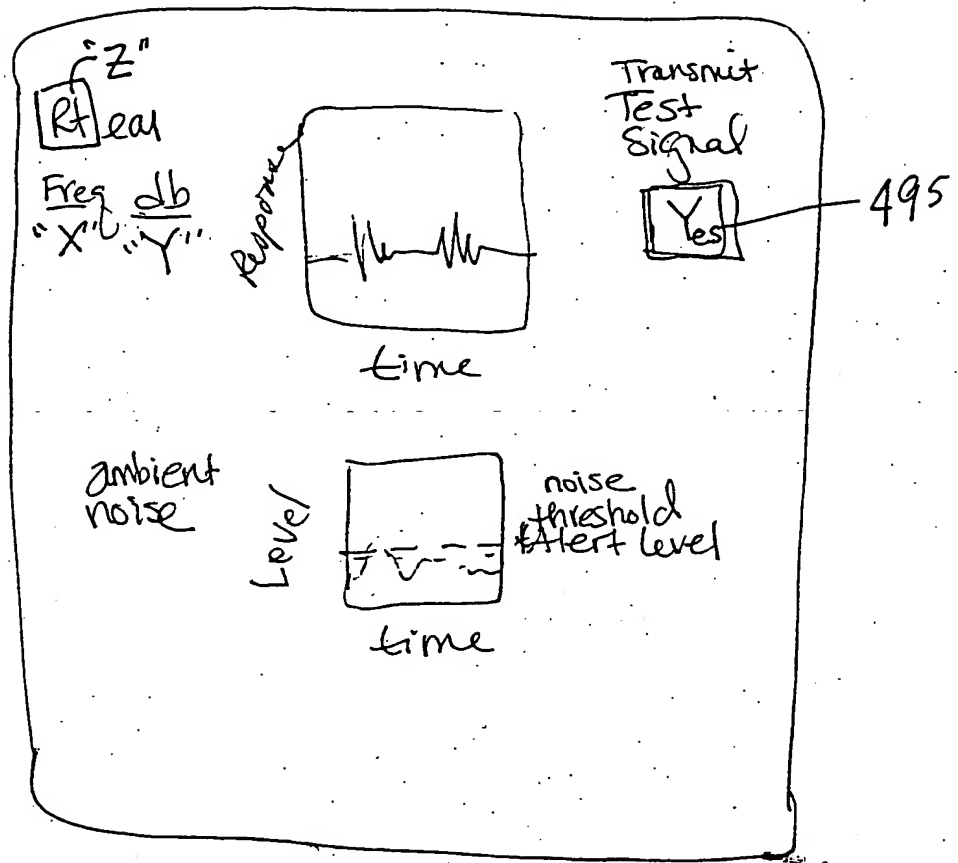 "Z"
Rt ear
Freq db
"X" "Y"
Response
time
Transmit
Test
Signal
Yes
495
ambient
noise
Level
time
noise
threshold
*Alert level